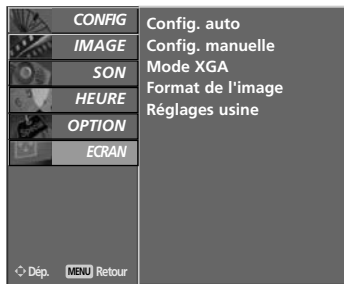 CONFIG
IMAGE
SON
HEURE
OPTION
ECRAN
Config. auto
Config. manuelle
Mode XGA
Format de l'image
Réglages usine
Dép. MENU Retour